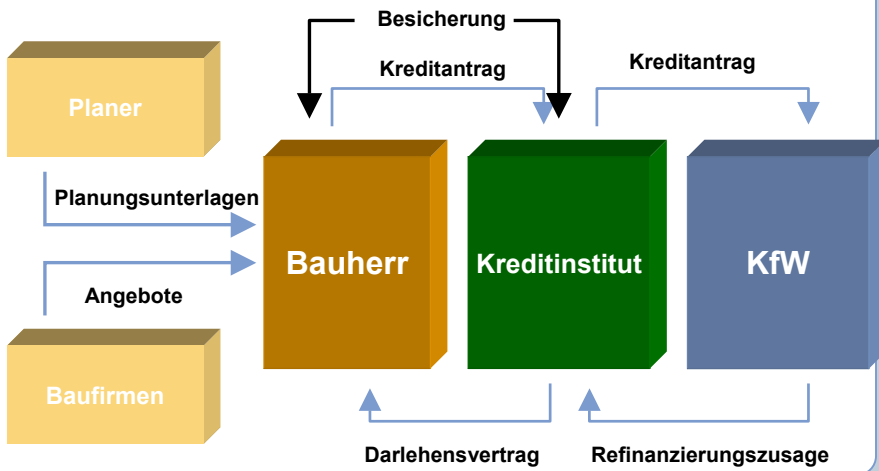 Besicherung
Kreditantrag
Kreditantrag
Planer
Planungsunterlagen
Bauherr
Kreditinstitut
KfW
Angebote
Baufirmen
Darlehensvertrag
Refinanzierungszusage